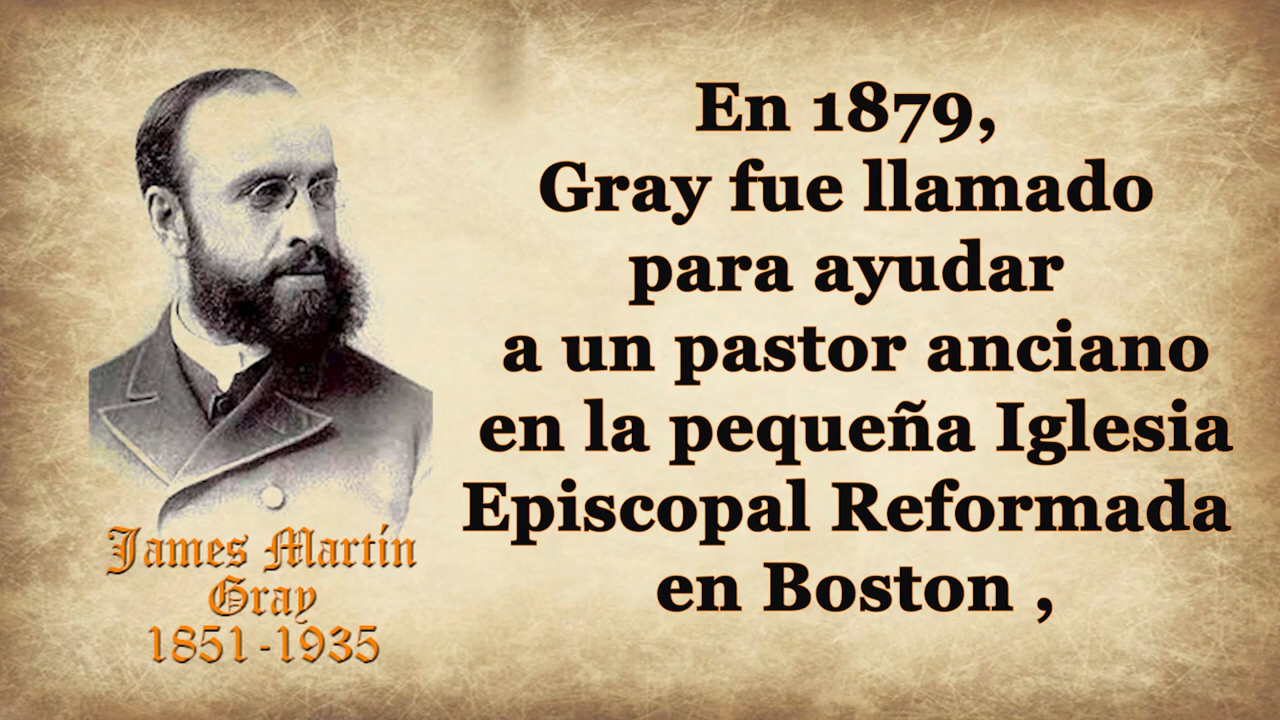 En 1879,
Gray fue llamado
para ayudar
a un pastor anciano
en la pequeña Iglesia
Episcopal Reformada
en Boston ,
James Martín
Gray
1851-1935